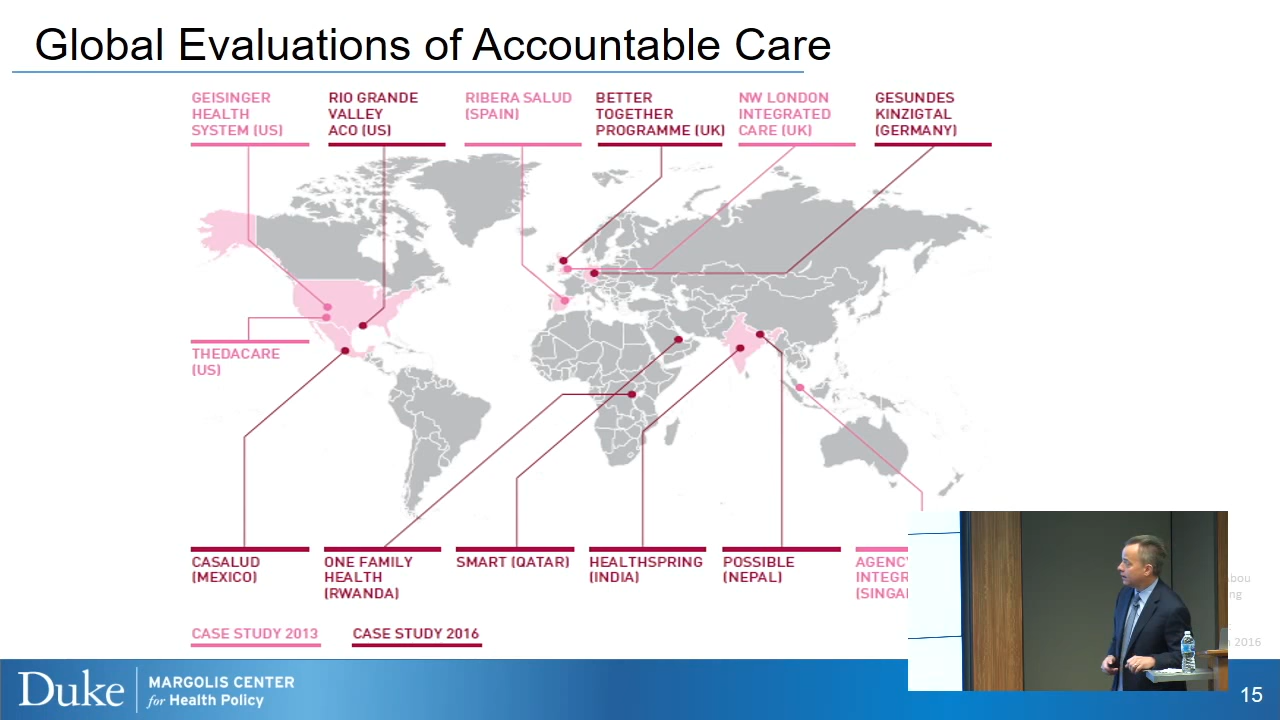 Global Evaluations of Accountable Care
GEISINGER
HEALTH
SYSTEM (US)
RIO GRANDE
VALLEY
ACO (US)
RIBERA SALUD
(SPAIN)
BETTER
TOGETHER
PROGRAMME (UK)
NW LONDON
INTEGRATED
CARE (UK)
GESUNDES
KINZIGTAL
(GERMANY)
THEDACARE
(US)
CASALUD
(MEXICO)
ONE FAMILY
HEALTH
(RWANDA)
SMART (QATAR)
HEALTHSPRING
(INDIA)
POSSIBLE
(NEPAL)
CASE STUDY 2013
CASE STUDY 2016
2016
Duke
MARGOLIS CENTER
for Health Policy
15